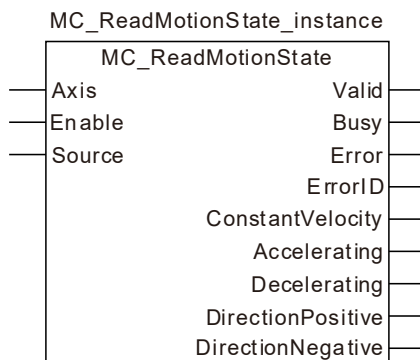 MC_ReadMotionState_instance
MC_ReadMotionState
Axis Valid
Enable Busy
Source Error
ErrorID
ConstantVelocity
Accelerating
Decelerating
DirectionPositive
DirectionNegative